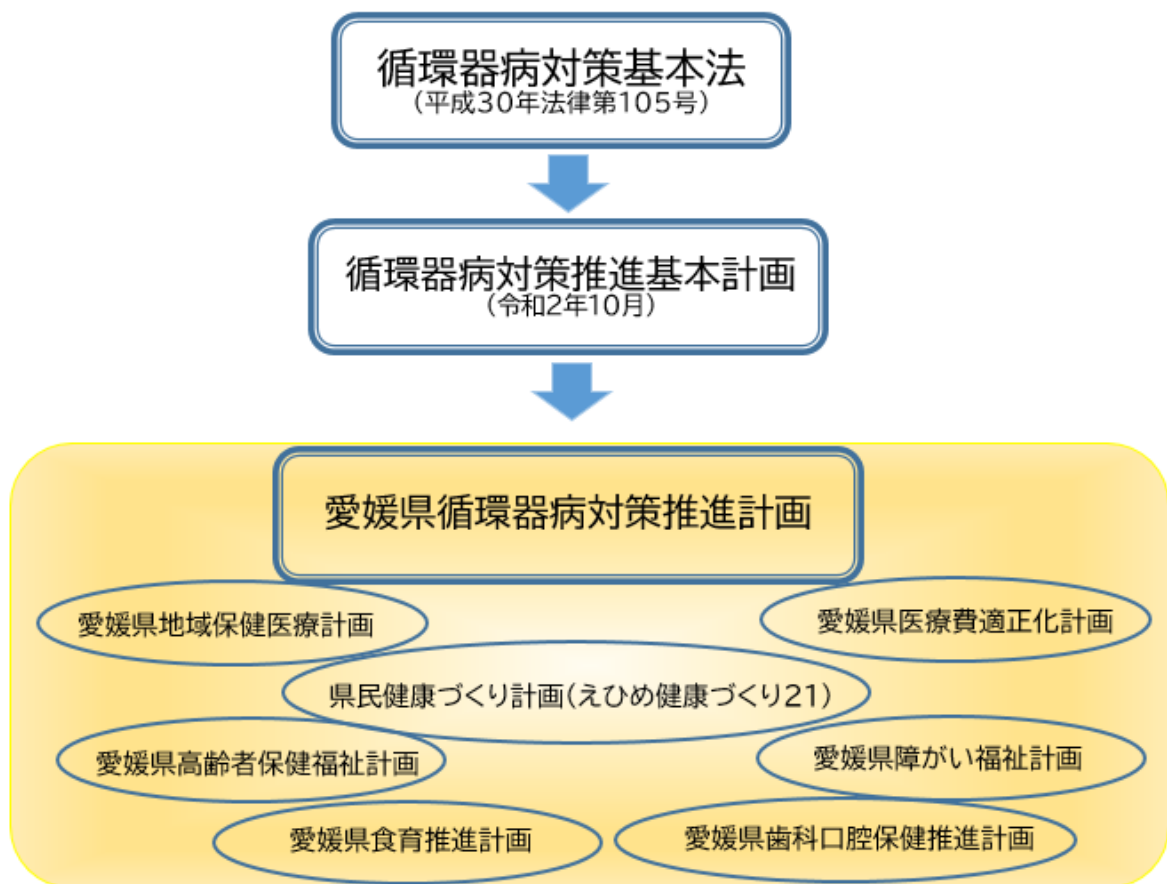 循環器病対策基本法
（平成30年法律第105号）
循環器病対策推進基本計画
（令和2年10月）
愛媛県循環器病対策推進計画
愛媛県地域保健医療計画
愛媛県医療費適正化計画
県民健康づくり計画(えひめ健康づくり21)
愛媛県高齢者保健福祉計画
愛媛県障がい福祉計画
愛媛県食育推進計画
愛媛県歯科口腔保健推進計画